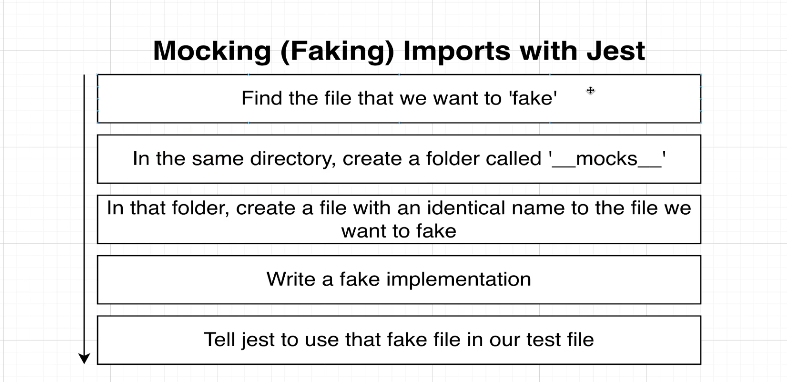 Mocking (Faking) Imports with Jest
Find the file that we want to 'fake'
In the same directory, create a folder called '__mocks__'
In that folder, create a file with an identical name to the file we
want to fake
Write a fake implementation
Tell jest to use that fake file in our test file